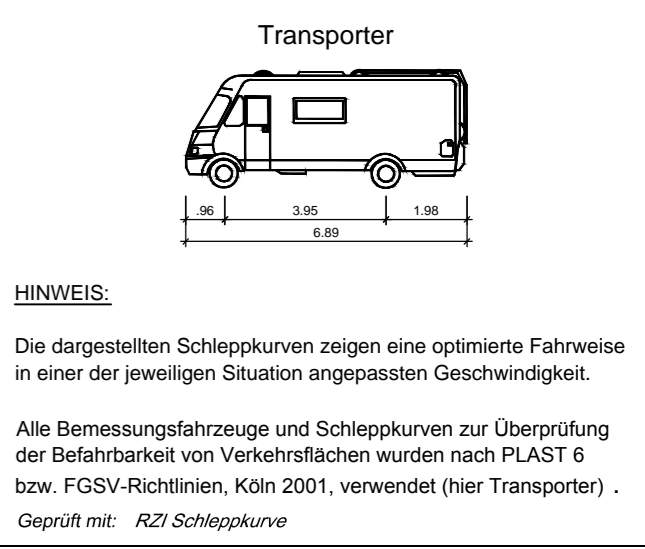 Transporter
.96 3.95 1.98
6.89
HINWEIS:
Die dargestellten Schleppkurven zeigen eine optimierte Fahrweise
in einer der jeweiligen Situation angepassten Geschwindigkeit.
Alle Bemessungsfahrzeuge und Schleppkurven zur Überprüfung
der Befahrbarkeit von Verkehrsflächen wurden nach PLAST 6
bzw. FGSV-Richtlinien, Köln 2001, verwendet (hier Transporter) .
Geprüft mit: RZI Schleppkurve